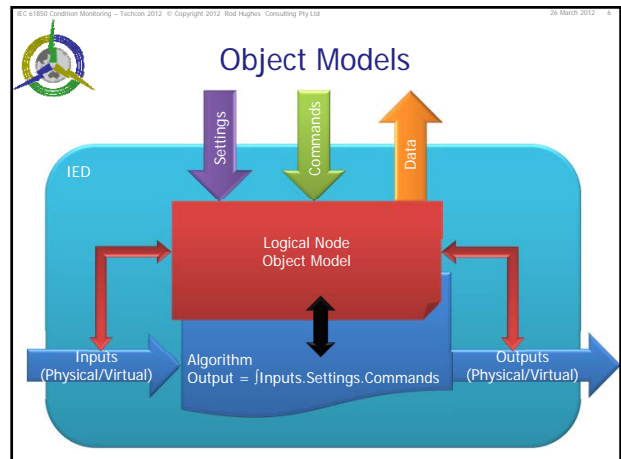 IEC 61850 Condition Monitoring – Techcon 2012 © Copyright 2012 Rod Hughes Consulting Pty Ltd
26 March 2012 6
Object Models
Settings
Commands
Data
IED
Logical Node
Object Model
Inputs
(Physical/Virtual)
Algorithm
Output = ∫Inputs.Settings.Commands
Outputs
(Physical/Virtual)